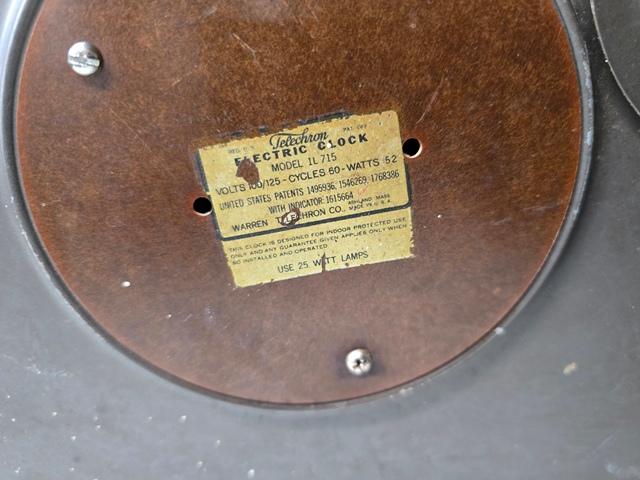 REG. U.S. PAT. OFF.
Telechron
ELECTRIC CLOCK
MODEL 1L715
VOLTS 100/125 - CYCLES 60 - WATTS 52
UNITED STATES PATENTS 1495936, 1546269, 1768386
WITH INDICATOR: 1615664
WARREN TELECHRON CO., ASHLAND MASS. MADE IN U.S.A.
THIS CLOCK IS DESIGNED FOR INDOOR PROTECTED USE
ONLY AND ANY GUARANTEE GIVEN APPLIES ONLY WHEN
SO INSTALLED AND OPERATED
USE 25 WATT LAMPS